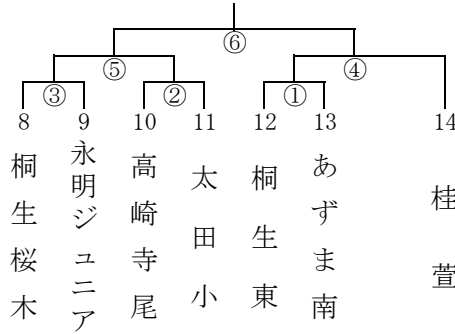 ⑥
⑤ ④
③ ② ①
8 9 10 11 12 13 14
桐生桜木
永明ジュニア
高崎寺尾
太田小
桐生東
あずま南
桂萱